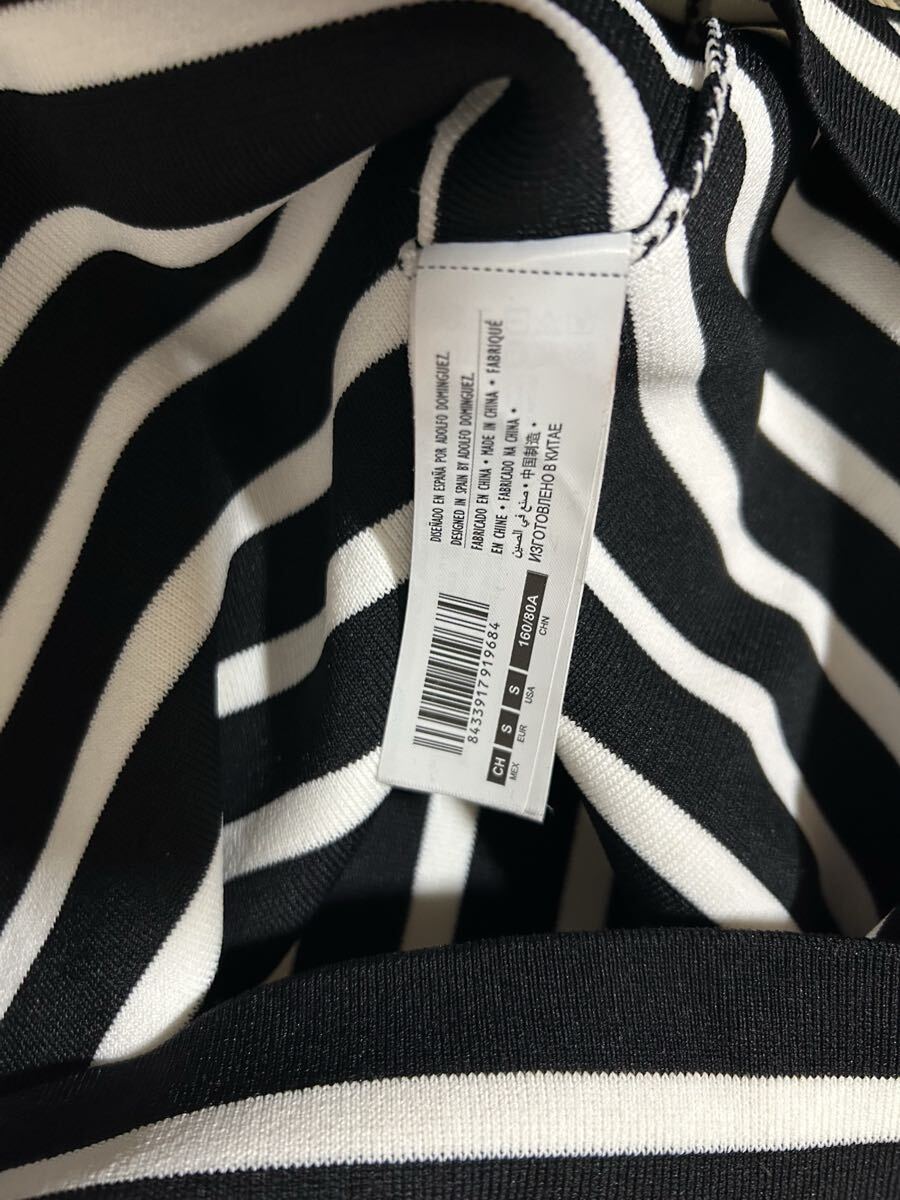 DISEÑADO EN ESPAÑA POR ADOLFO DOMINGUEZ.
DESIGNED IN SPAIN BY ADOLFO DOMINGUEZ.
FABRICADO EN CHINA • MADE IN CHINA • FABRIQUÉ
EN CHINE • FABRICADO NA CHINA •
صنع في الصين • 中国制造 •
ИЗГОТОВЛЕНО В КИТАЕ
8433917919684
CH S S 160/80A
MEX EUR USA CHN